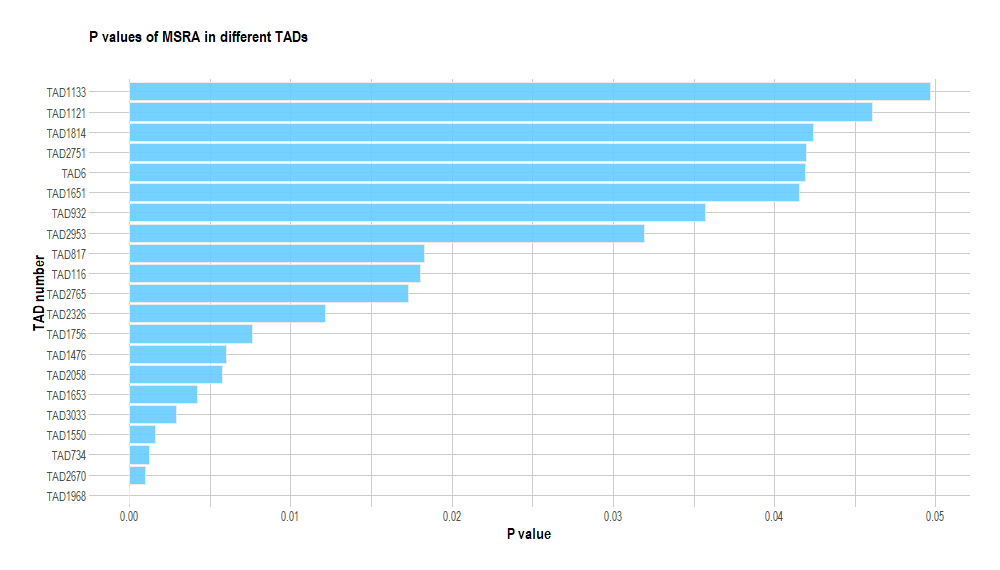 P values of MSRA in different TADs
TAD number
TAD1133
TAD1121
TAD1814
TAD2751
TAD6
TAD1651
TAD932
TAD2953
TAD817
TAD116
TAD2765
TAD2326
TAD1756
TAD1476
TAD2058
TAD1653
TAD3033
TAD1550
TAD734
TAD2670
TAD1968
0.00 0.01 0.02 0.03 0.04 0.05
P value